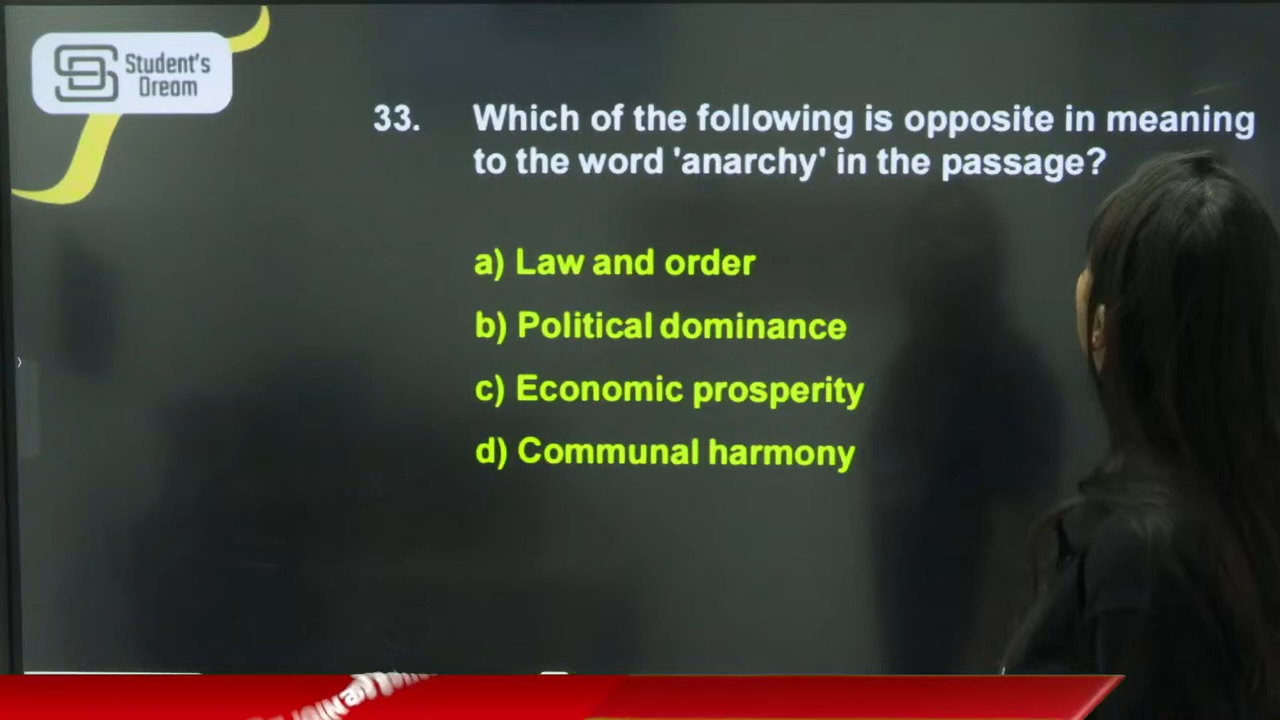 Student's
Dream
33. Which of the following is opposite in meaning
to the word 'anarchy' in the passage?
a) Law and order
b) Political dominance
c) Economic prosperity
d) Communal harmony